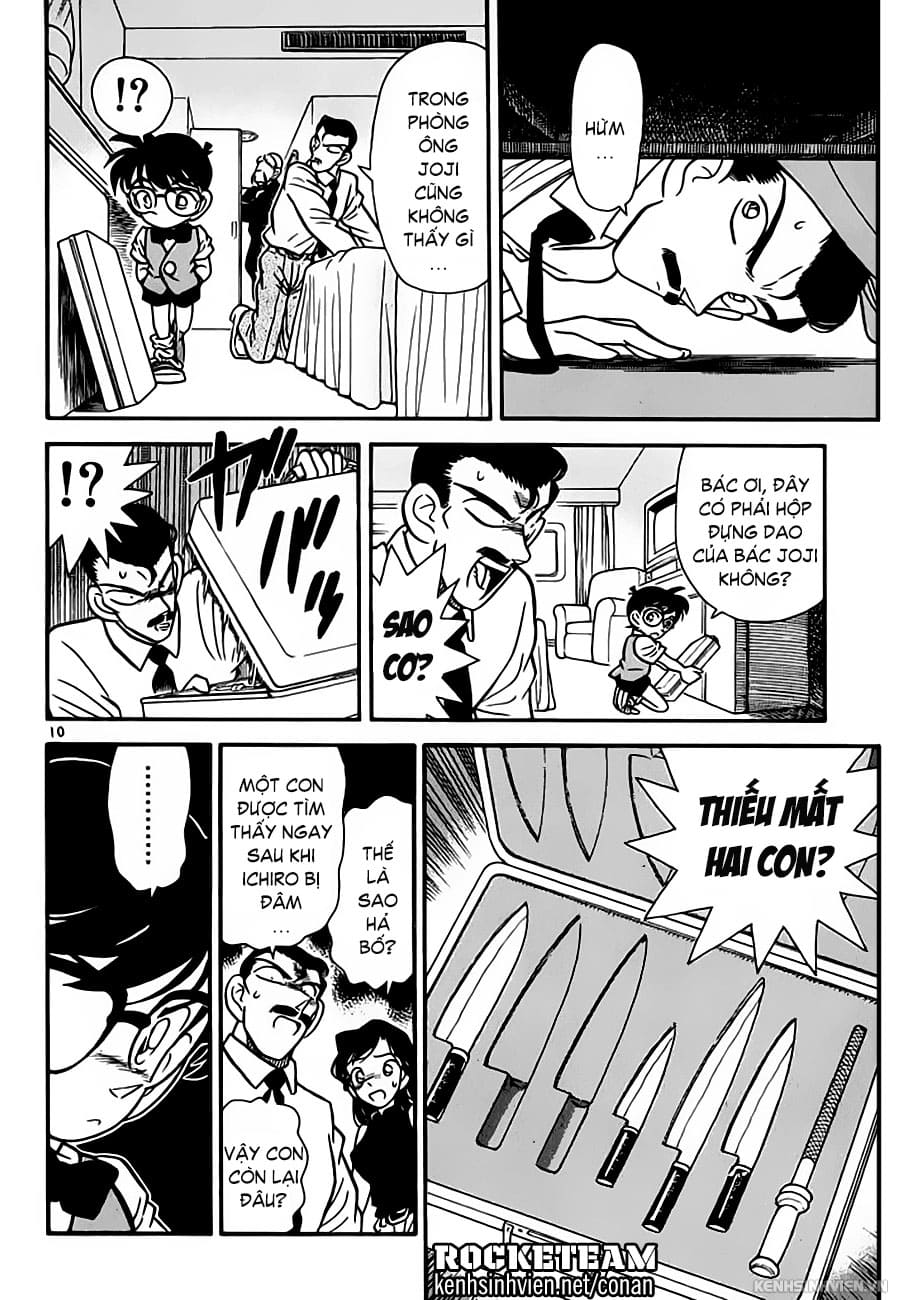 HỪM
...
TRONG
PHÒNG
ÔNG
JOJI
CŨNG
KHÔNG
THẤY GÌ
...
!?
BÁC ƠI, ĐÂY
CÓ PHẢI HỘP
ĐỰNG DAO
CỦA BÁC JOJI
KHÔNG?
SAO
CƠ?
!?
10
THIẾU MẤT
HAI CON?
THẾ
LÀ SAO
HẢ
BỐ?
MỘT CON
ĐƯỢC TÌM
THẤY NGAY
SAU KHI
ICHIRO BỊ
ĐÂM
...
VẬY CON
CÒN LẠI
ĐÂU?
.........
ROCKETEAM
kenhsinhvien.net/conan
KENHSINHVIEN.VN